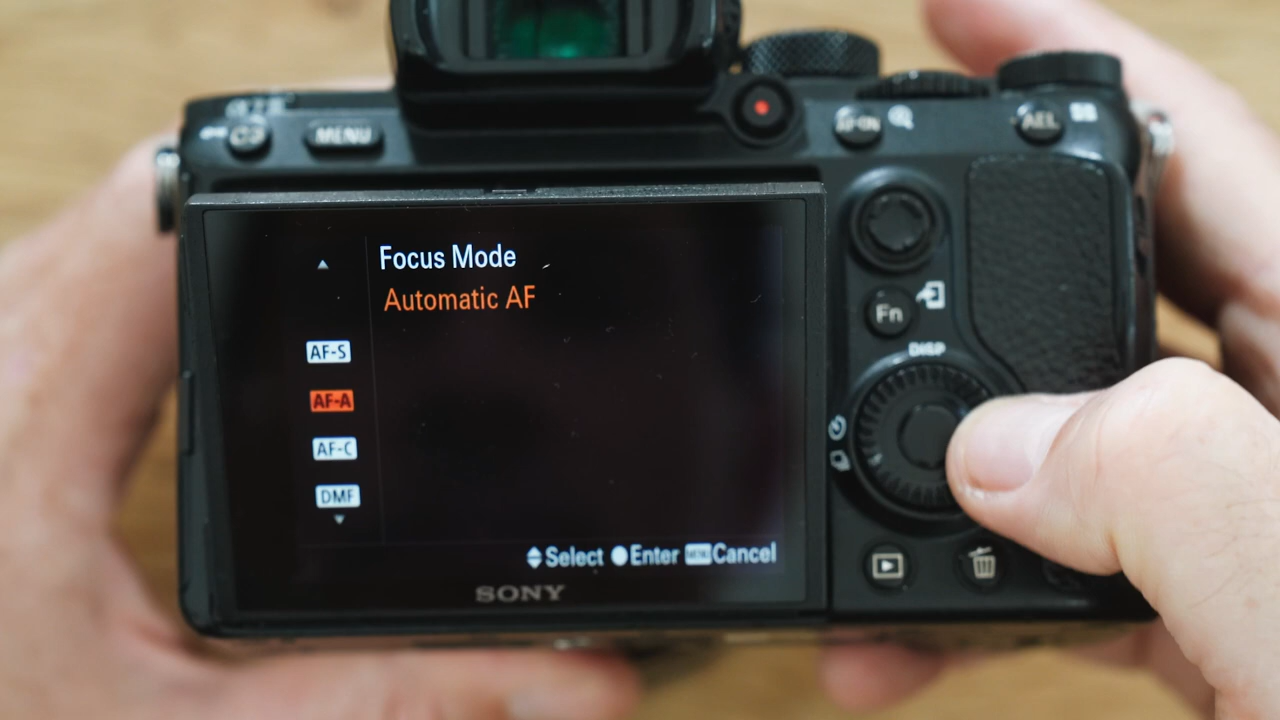 C3
MENU
AF-ON
AEL
Focus Mode
Automatic AF
AF-S
AF-A
AF-C
DMF
Select Enter MENU Cancel
SONY
Fn
DISP